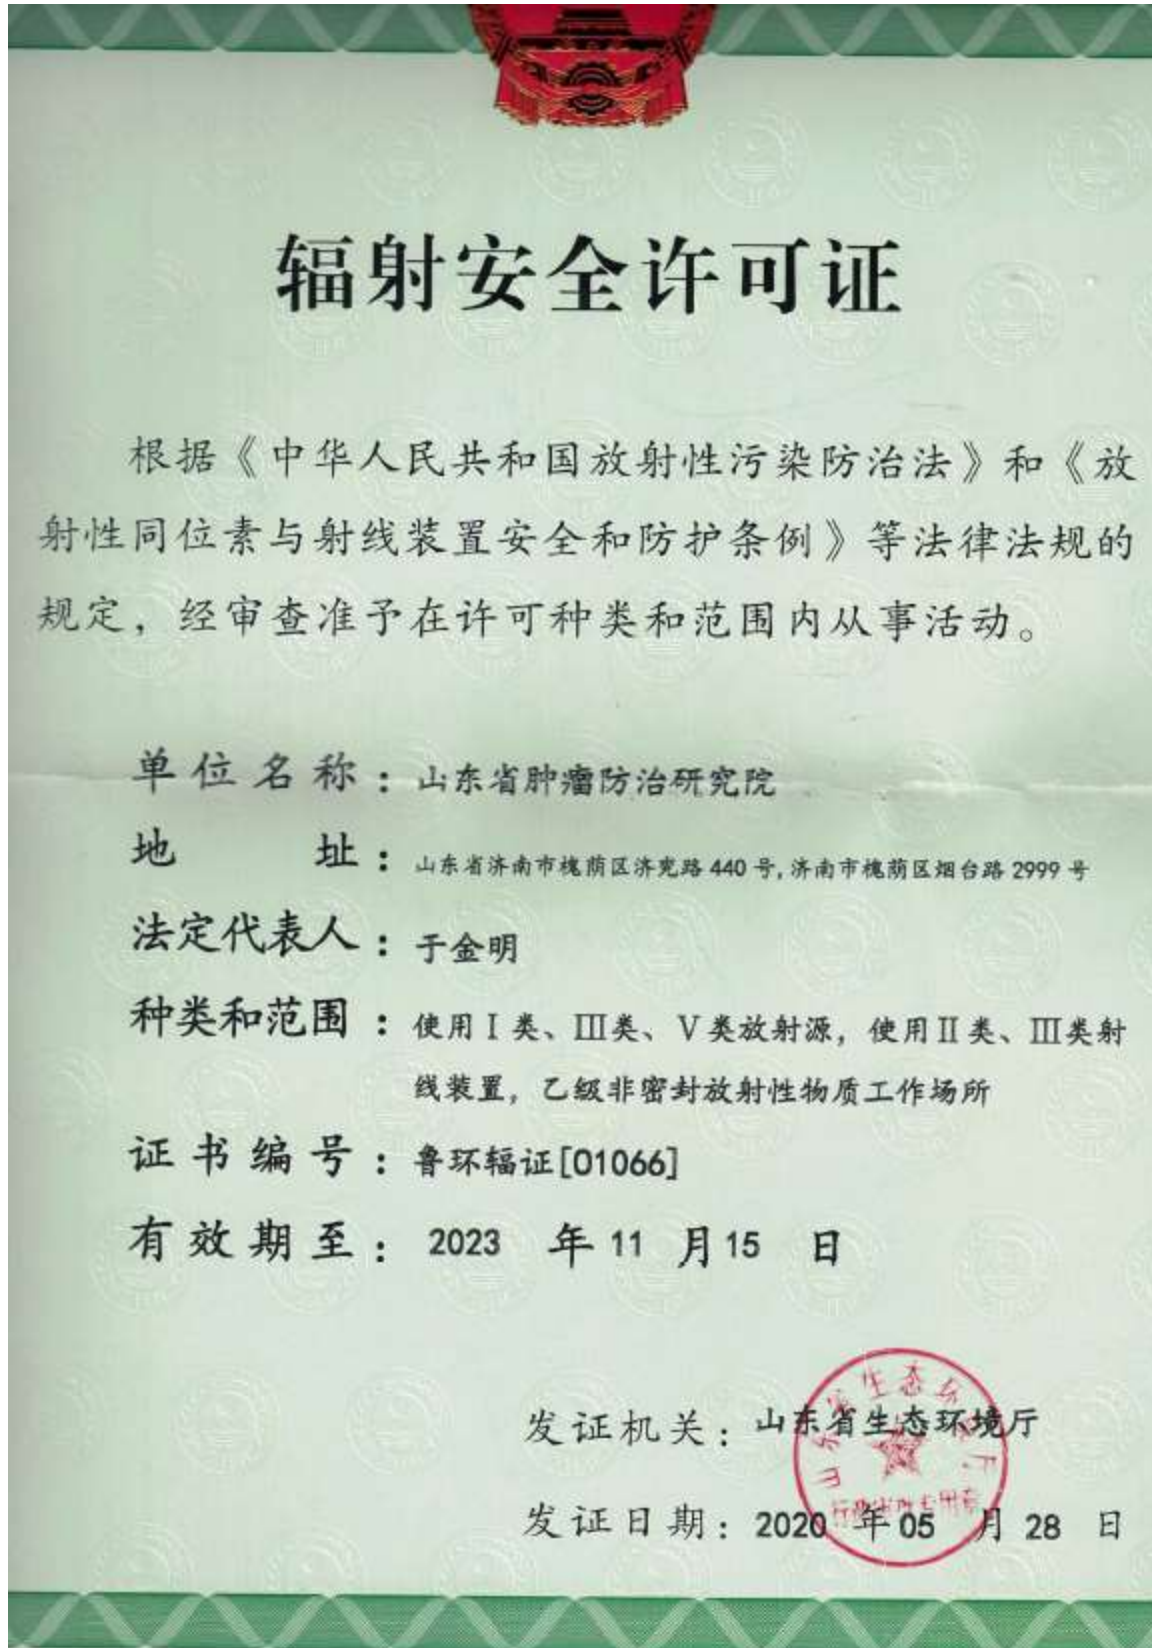 辐射安全许可证
根据《中华人民共和国放射性污染防治法》和《放
射性同位素与射线装置安全和防护条例》等法律法规的
规定，经审查准予在许可种类和范围内从事活动。
单位名称：山东省肿瘤防治研究院
地址：山东省济南市槐荫区济兖路440号,济南市槐荫区烟台路2999号
法定代表人：于金明
种类和范围：使用Ⅰ类、Ⅲ类、Ⅴ类放射源，使用Ⅱ类、Ⅲ类射
线装置，乙级非密封放射性物质工作场所
证书编号：鲁环辐证[01066]
有效期至：2023 年 11 月 15 日
发证机关：山东省生态环境厅
发证日期：2020 年 05 月 28 日